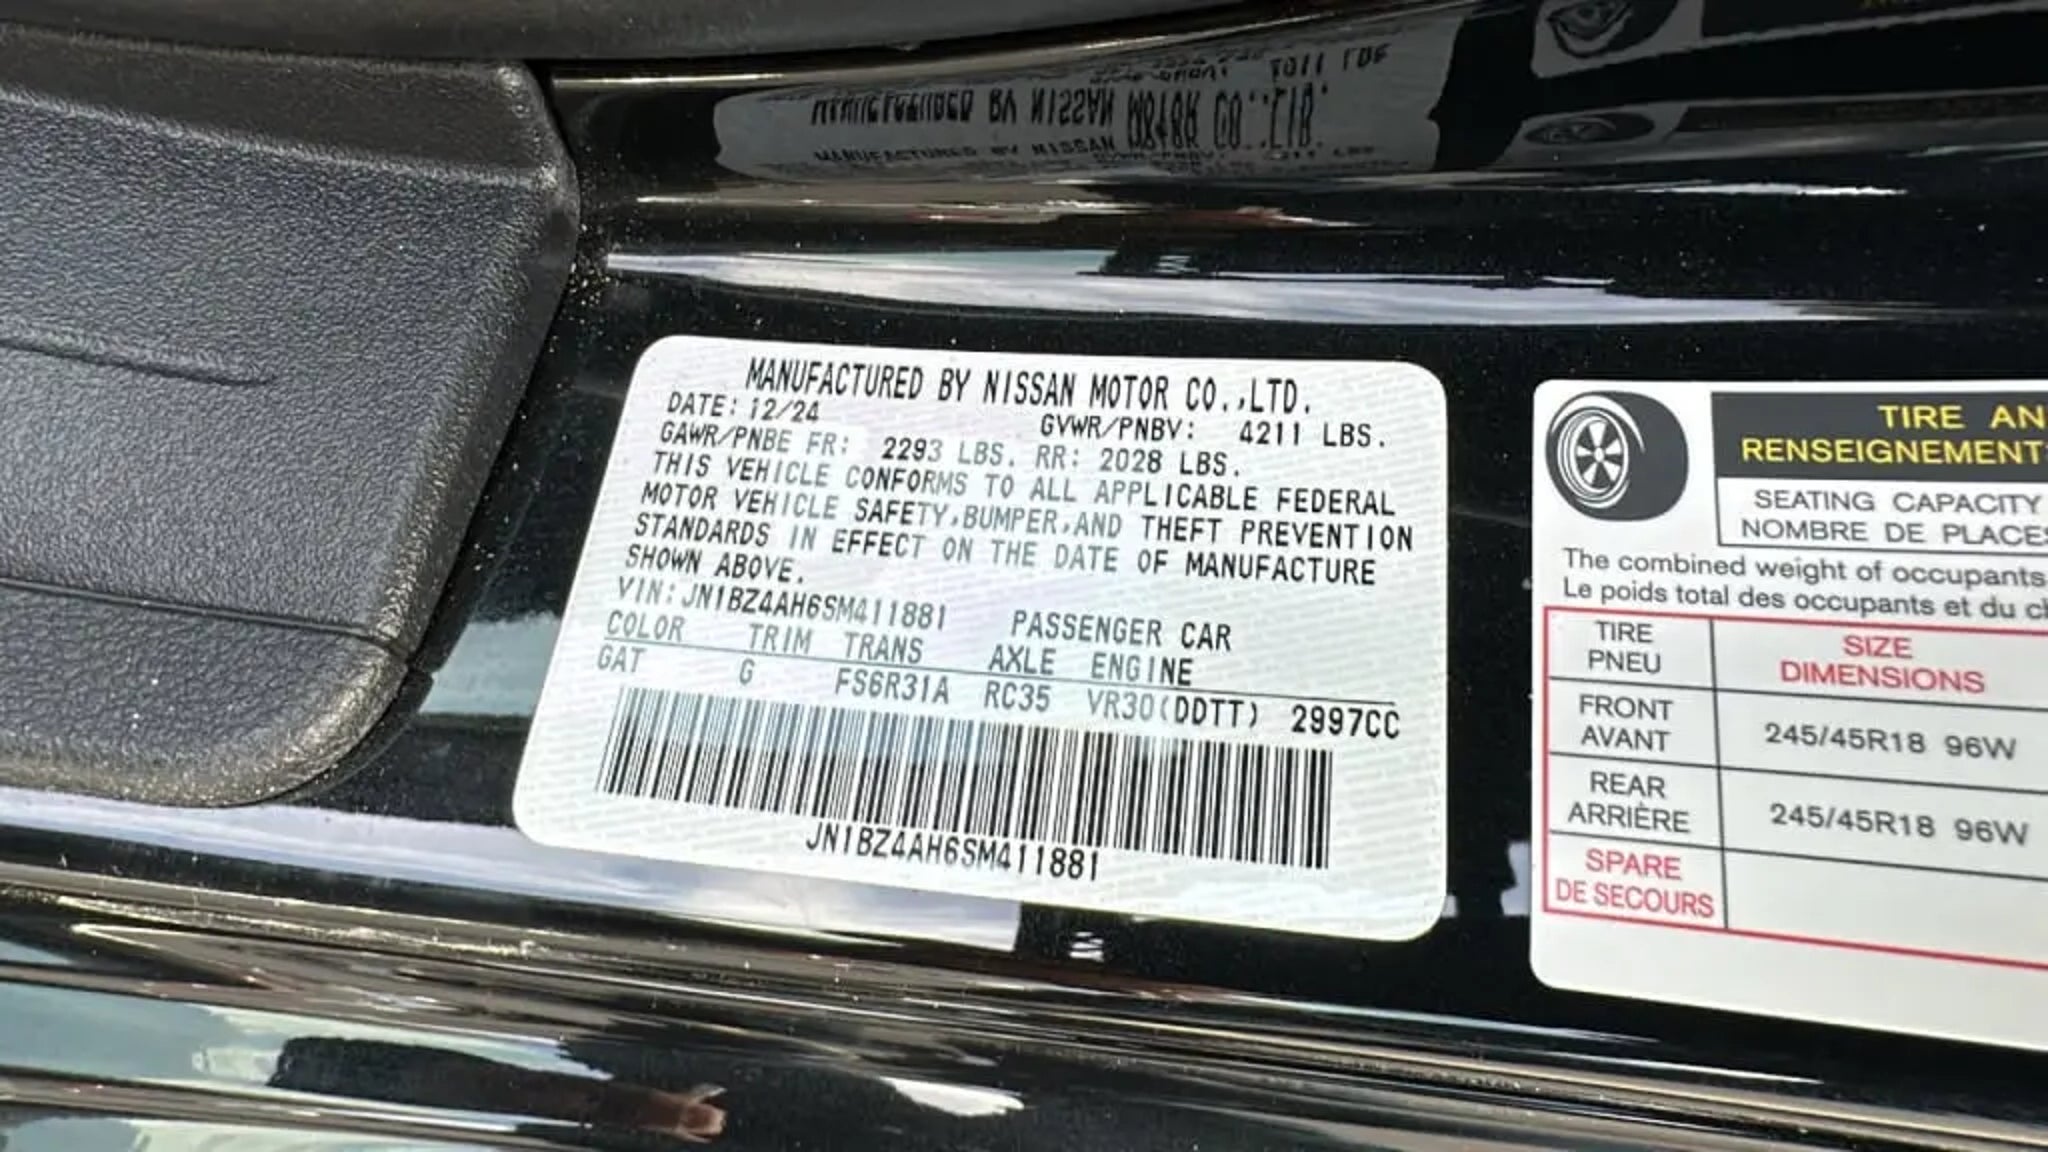 MANUFACTURED BY NISSAN MOTOR CO.,LTD.
DATE: 12/24 GVWR/PNBV: 4211 LBS.
GAWR/PNBE FR: 2293 LBS. RR: 2028 LBS.
THIS VEHICLE CONFORMS TO ALL APPLICABLE FEDERAL
MOTOR VEHICLE SAFETY,BUMPER,AND THEFT PREVENTION
STANDARDS IN EFFECT ON THE DATE OF MANUFACTURE
SHOWN ABOVE.
VIN:JN1BZ4AH6SM411881 PASSENGER CAR
COLOR TRIM TRANS AXLE ENGINE
GAT G FS6R31A RC35 VR30(DDTT) 2997CC
JN1BZ4AH6SM411881
TIRE AN
RENSEIGNEMENT
SEATING CAPACITY
NOMBRE DE PLACES
The combined weight of occupants
Le poids total des occupants et du ch
TIRE
PNEU
SIZE
DIMENSIONS
FRONT
AVANT
245/45R18 96W
REAR
ARRIÈRE
245/45R18 96W
SPARE
DE SECOURS